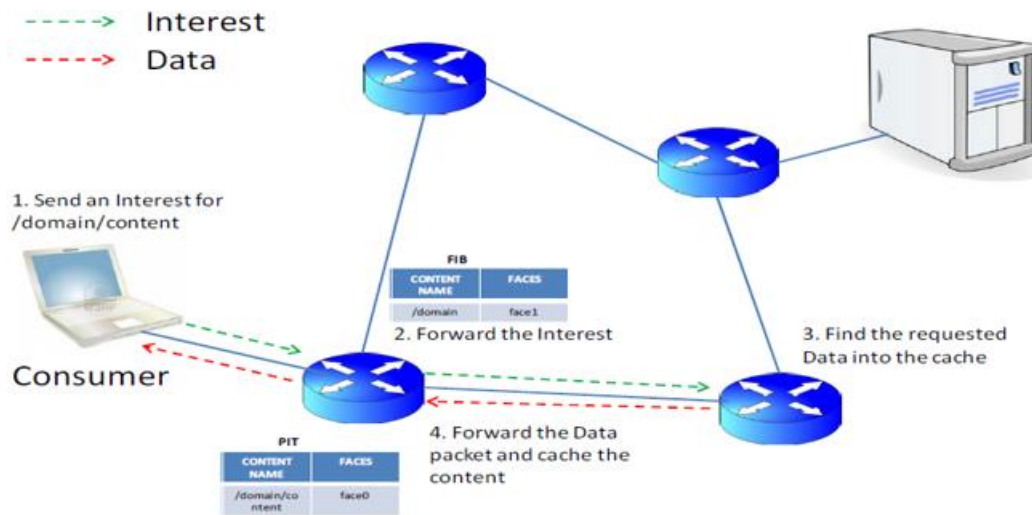 Interest
Data
1. Send an Interest for
/domain/content
FIB
CONTENT
NAME
FACES
/domain
face1
2. Forward the Interest
3. Find the requested
Data into the cache
Consumer
4. Forward the Data
packet and cache the
content
PIT
CONTENT
NAME
FACES
/domain/co
ntent
face0